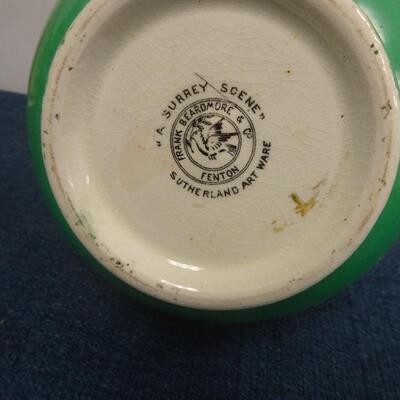 "A SURREY SCENE"
FRANK BEARDMORE & Co
FENTON
SUTHERLAND ART WARE